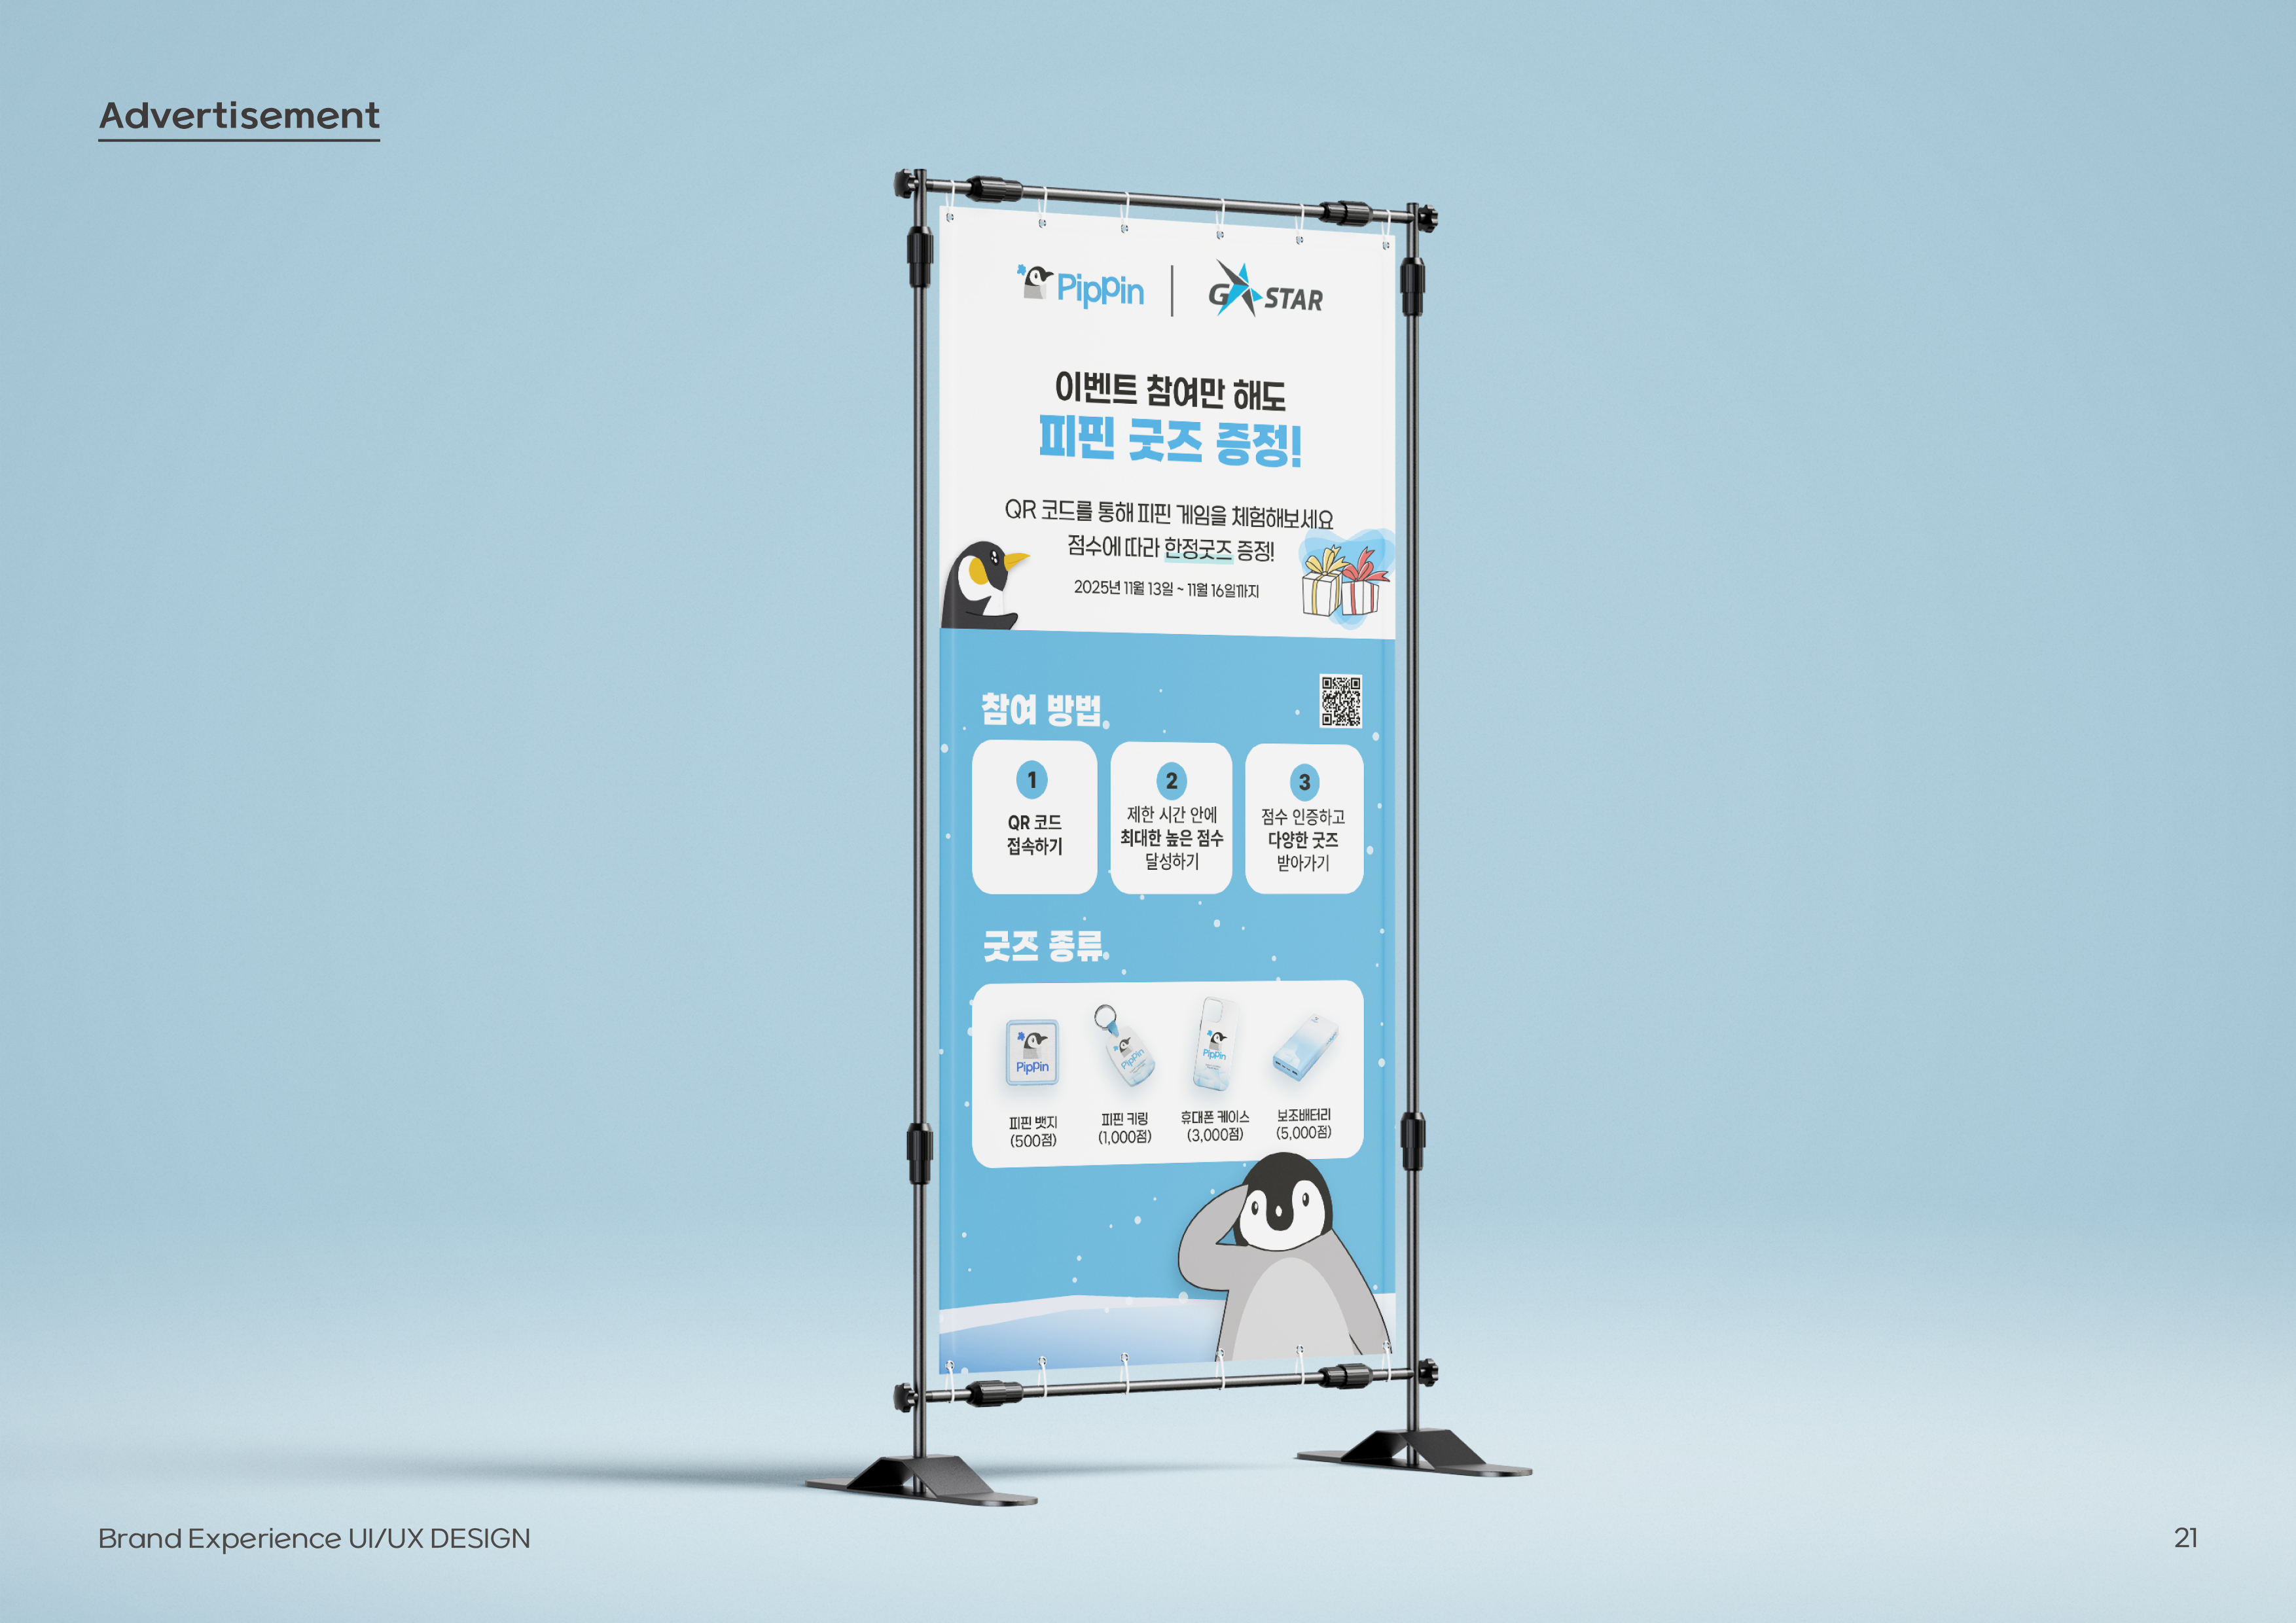 Advertisement
Pippin
G STAR
이벤트 참여만 해도
피핀 굿즈 증정!
QR 코드를 통해 피핀 게임을 체험해보세요
점수에 따라 한정굿즈 증정!
2025년 11월 13일 ~ 11월 16일까지
참여 방법
1
QR 코드
접속하기
2
제한 시간 안에
최대한 높은 점수
달성하기
3
점수 인증하고
다양한 굿즈
받아가기
굿즈 종류
PipPin
PipPin
PipPin
피핀 뱃지
(500점)
피핀 키링
(1,000점)
휴대폰 케이스
(3,000점)
보조배터리
(5,000점)
Brand Experience UI/UX DESIGN
21